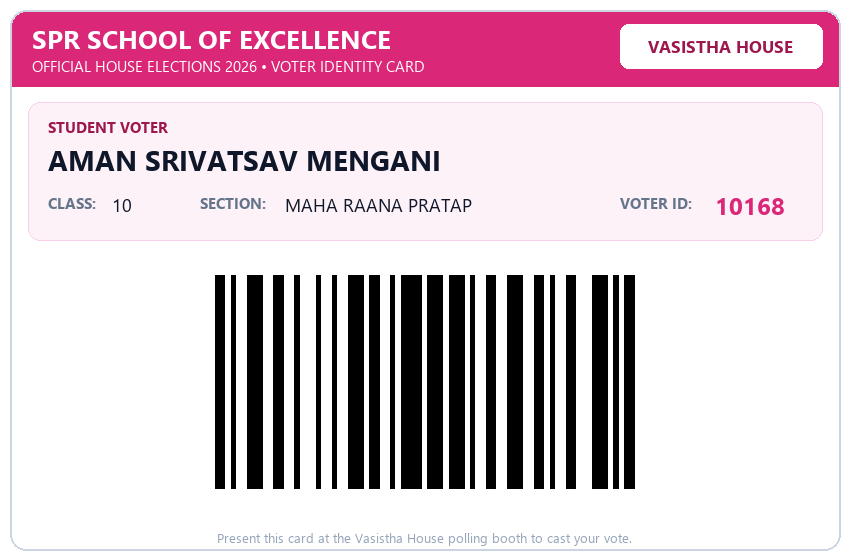 SPR SCHOOL OF EXCELLENCE
OFFICIAL HOUSE ELECTIONS 2026 • VOTER IDENTITY CARD
VASISTHA HOUSE
STUDENT VOTER
AMAN SRIVATSAV MENGANI
CLASS: 10 SECTION: MAHA RAANA PRATAP VOTER ID: 10168
Present this card at the Vasistha House polling booth to cast your vote.